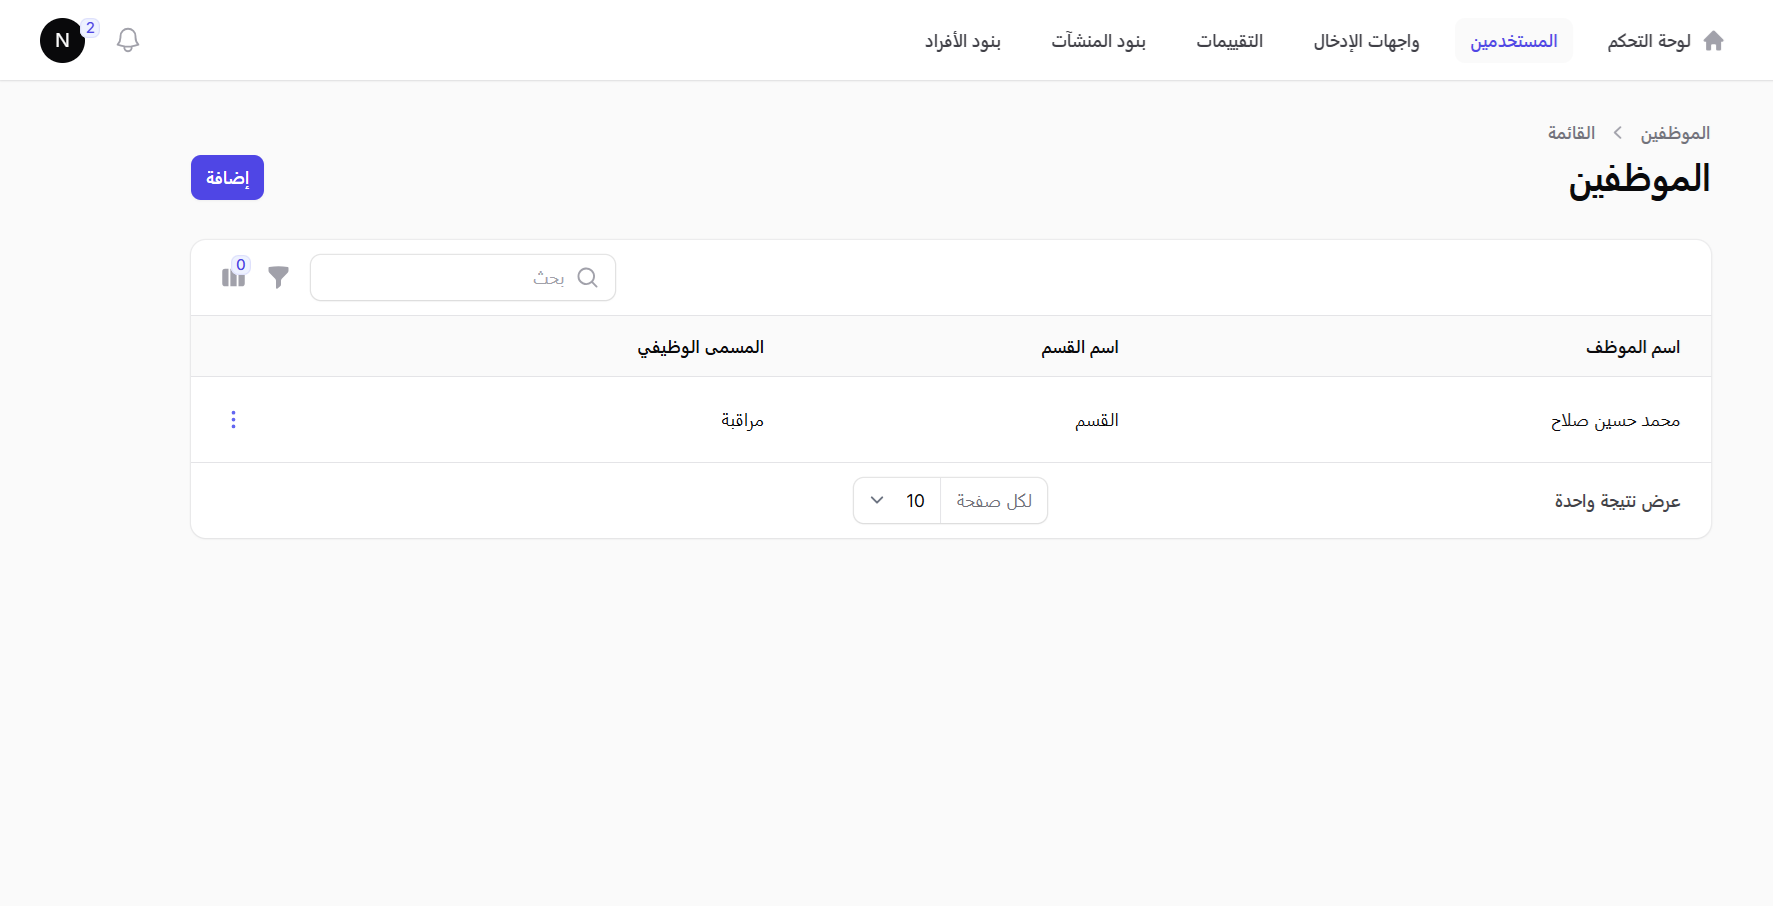 لوحة التحكم
المستخدمين
واجهات الإدخال
التقييمات
بنود المنشآت
بنود الأفراد
2
N
الموظفين
القائمة
الموظفين
إضافة
بحث
0
اسم الموظف
اسم القسم
المسمى الوظيفي
محمد حسين صلاح
القسم
مراقبة
عرض نتيجة واحدة
لكل صفحة
10